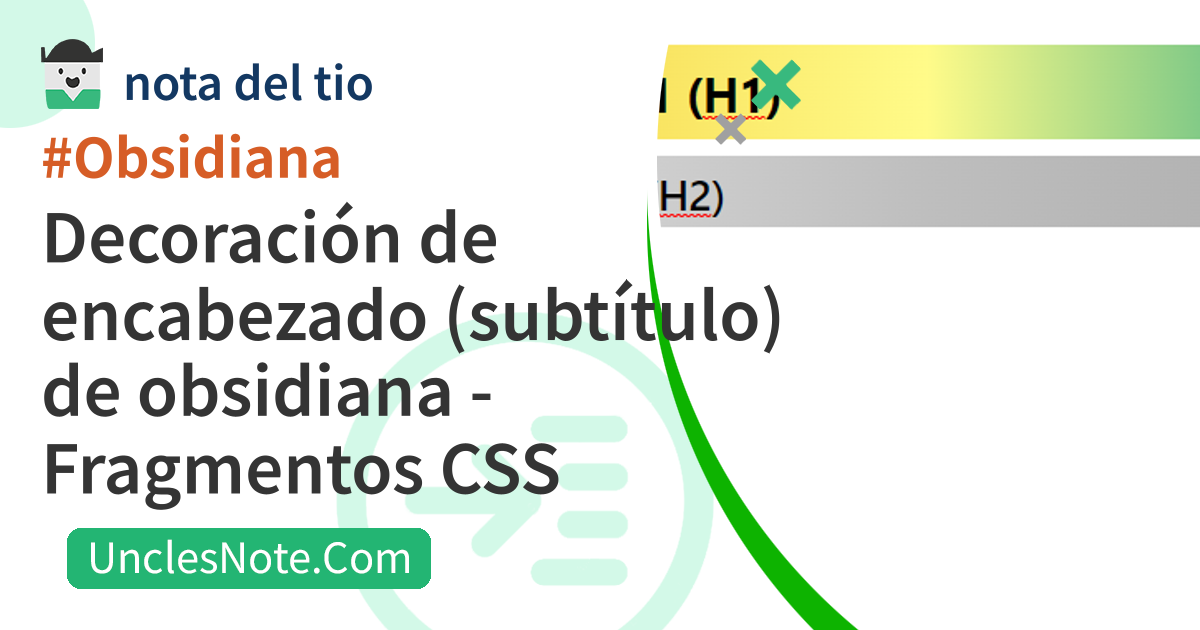 nota del tio
#Obsidiana
Decoración de
encabezado (subtítulo)
de obsidiana -
Fragmentos CSS
UnclesNote.Com
(H1)
H2)